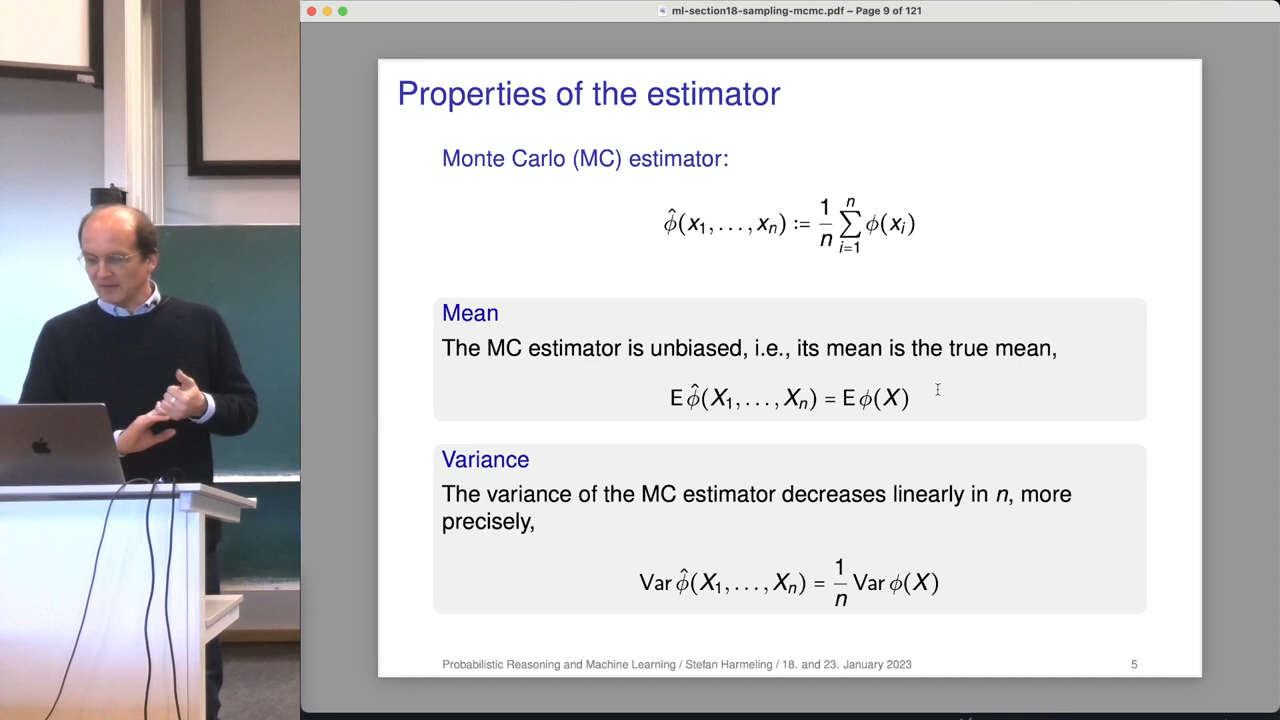 ml-section18-sampling-mcmc.pdf – Page 9 of 121
Properties of the estimator
Monte Carlo (MC) estimator:
ϕ̂(x₁, . . . , xₙ) ≔ 1/n ∑ⁿᵢ₌₁ ϕ(xᵢ)
Mean
The MC estimator is unbiased, i.e., its mean is the true mean,
E ϕ̂(X₁, . . . , Xₙ) = E ϕ(X)
Variance
The variance of the MC estimator decreases linearly in n, more
precisely,
Var ϕ̂(X₁, . . . , Xₙ) = 1/n Var ϕ(X)
Probabilistic Reasoning and Machine Learning / Stefan Harmeling / 18. and 23. January 2023
5